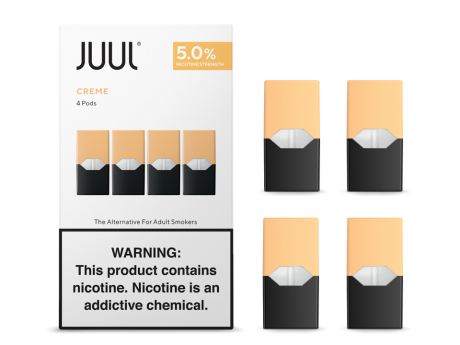 JUUL®
5.0%
NICOTINE STRENGTH
CREME
4 Pods
The Alternative For Adult Smokers
WARNING:
This product contains
nicotine. Nicotine is an
addictive chemical.